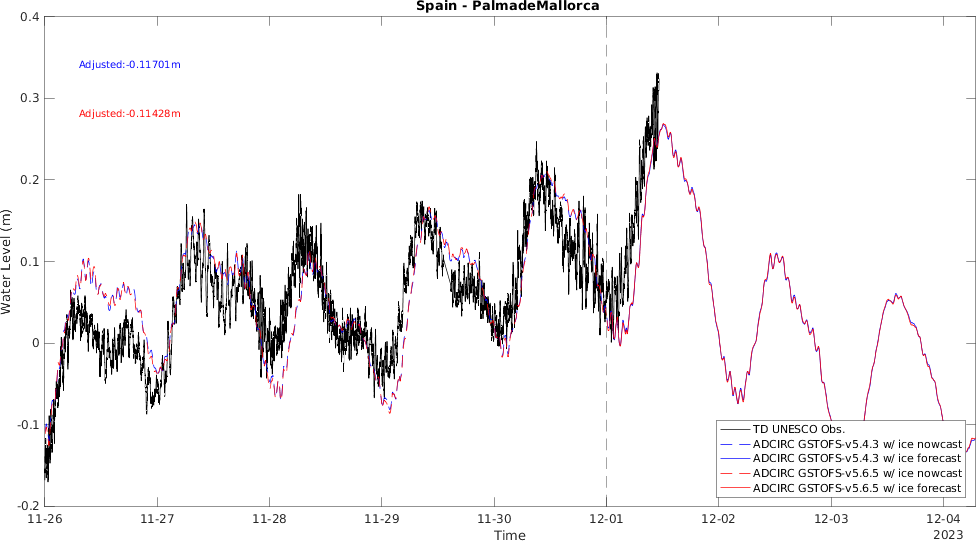 Spain - PalmadeMallorca
0.4
0.3
0.2
0.1
0
-0.1
-0.2
Water Level (m)
Adjusted:-0.11701m
Adjusted:-0.11428m
TD UNESCO Obs.
ADCIRC GSTOFS-v5.4.3 w/ ice nowcast
ADCIRC GSTOFS-v5.4.3 w/ ice forecast
ADCIRC GSTOFS-v5.6.5 w/ ice nowcast
ADCIRC GSTOFS-v5.6.5 w/ ice forecast
11-26 11-27 11-28 11-29 11-30 12-01 12-02 12-03 12-04
Time
2023